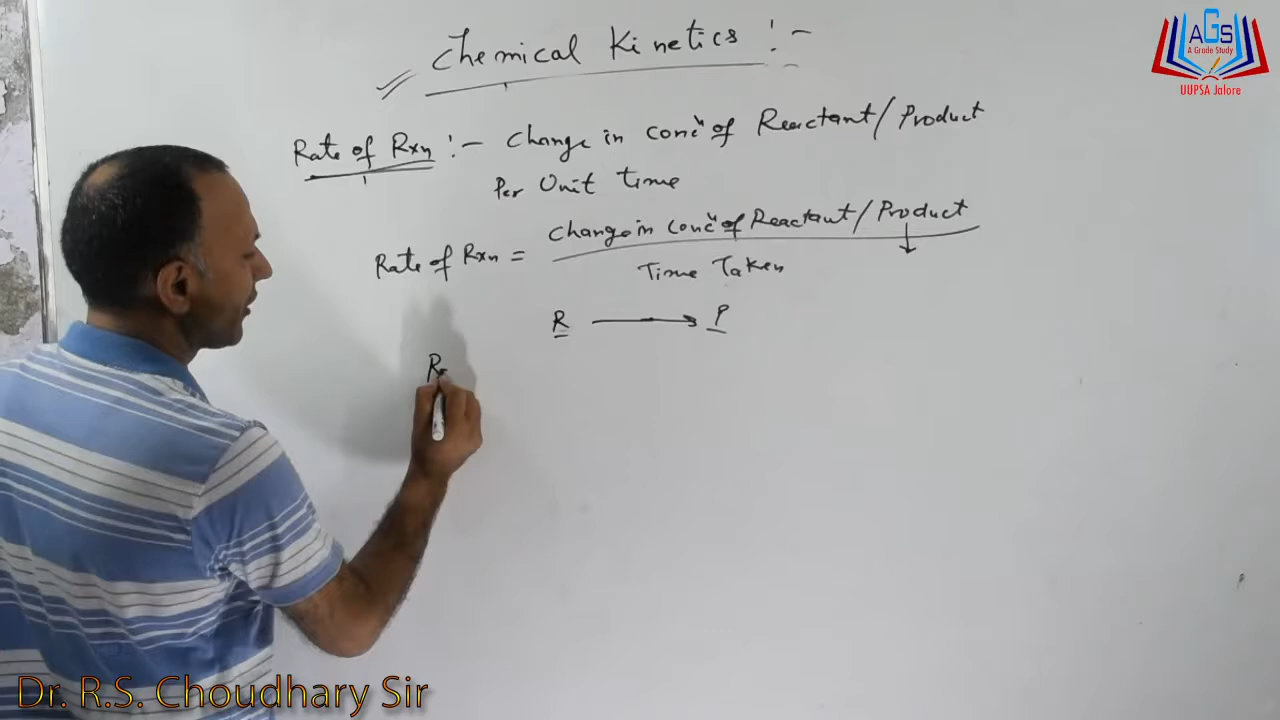 Chemical Kinetics :-
AGS
A Grade Study
UUPSA Jalore
Rate of Rxn :- Change in concⁿ of Reactant/Product
Per Unit time
Rate of Rxn = Change in concⁿ of Reactant/Product
Time Taken
R → P
Ra
Dr. R.S. Choudhary Sir